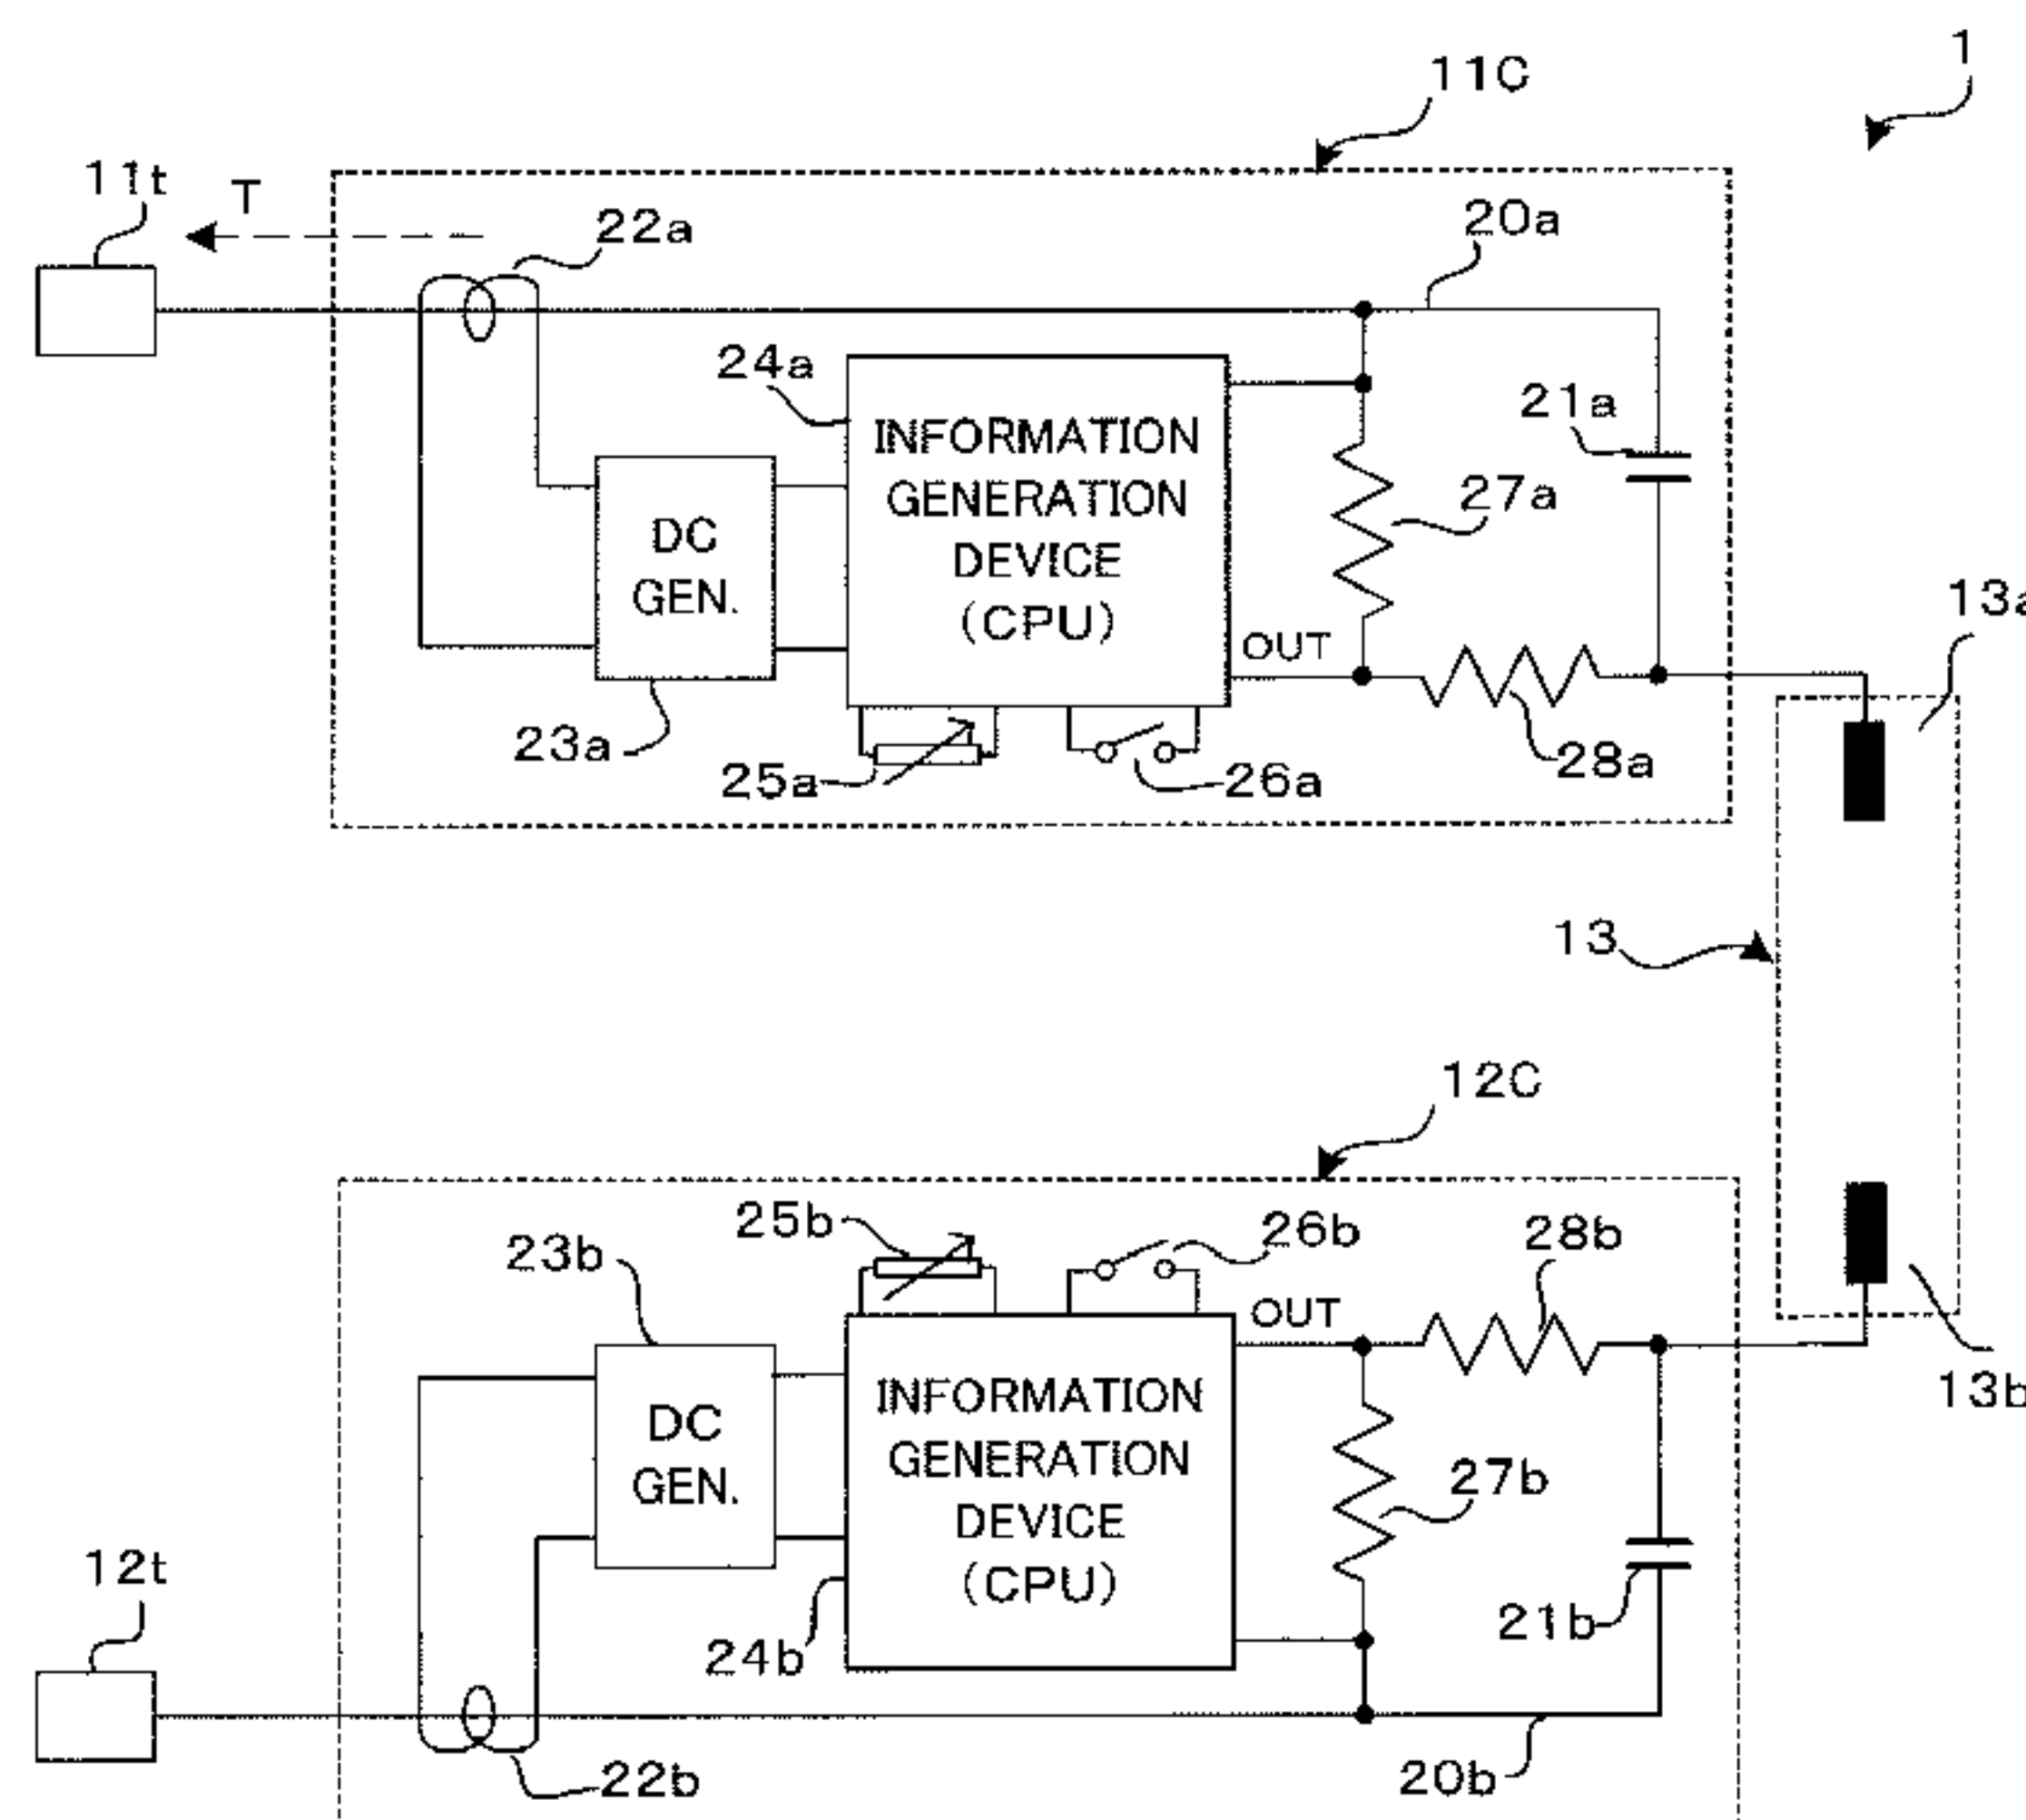 1
11C
11t
T
22a
20a
24a
21a
INFORMATION
GENERATION
DEVICE
(CPU)
27a
DC
GEN.
OUT
13a
23a
25a
26a
28a
13
12C
25b
26b
28b
23b
OUT
13b
INFORMATION
GENERATION
DEVICE
(CPU)
DC
GEN.
27b
12t
21b
24b
22b
20b